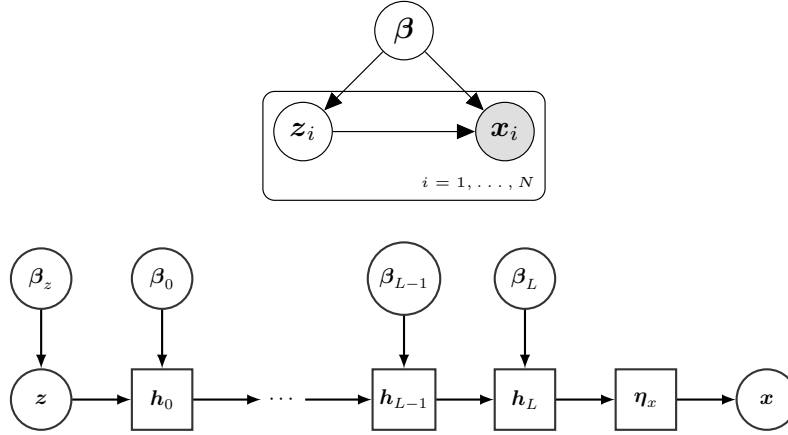 β
z_i x_i
i = 1, . . . , N
β_z β_0 β_{L−1} β_L
z h_0 · · · h_{L−1} h_L η_x x